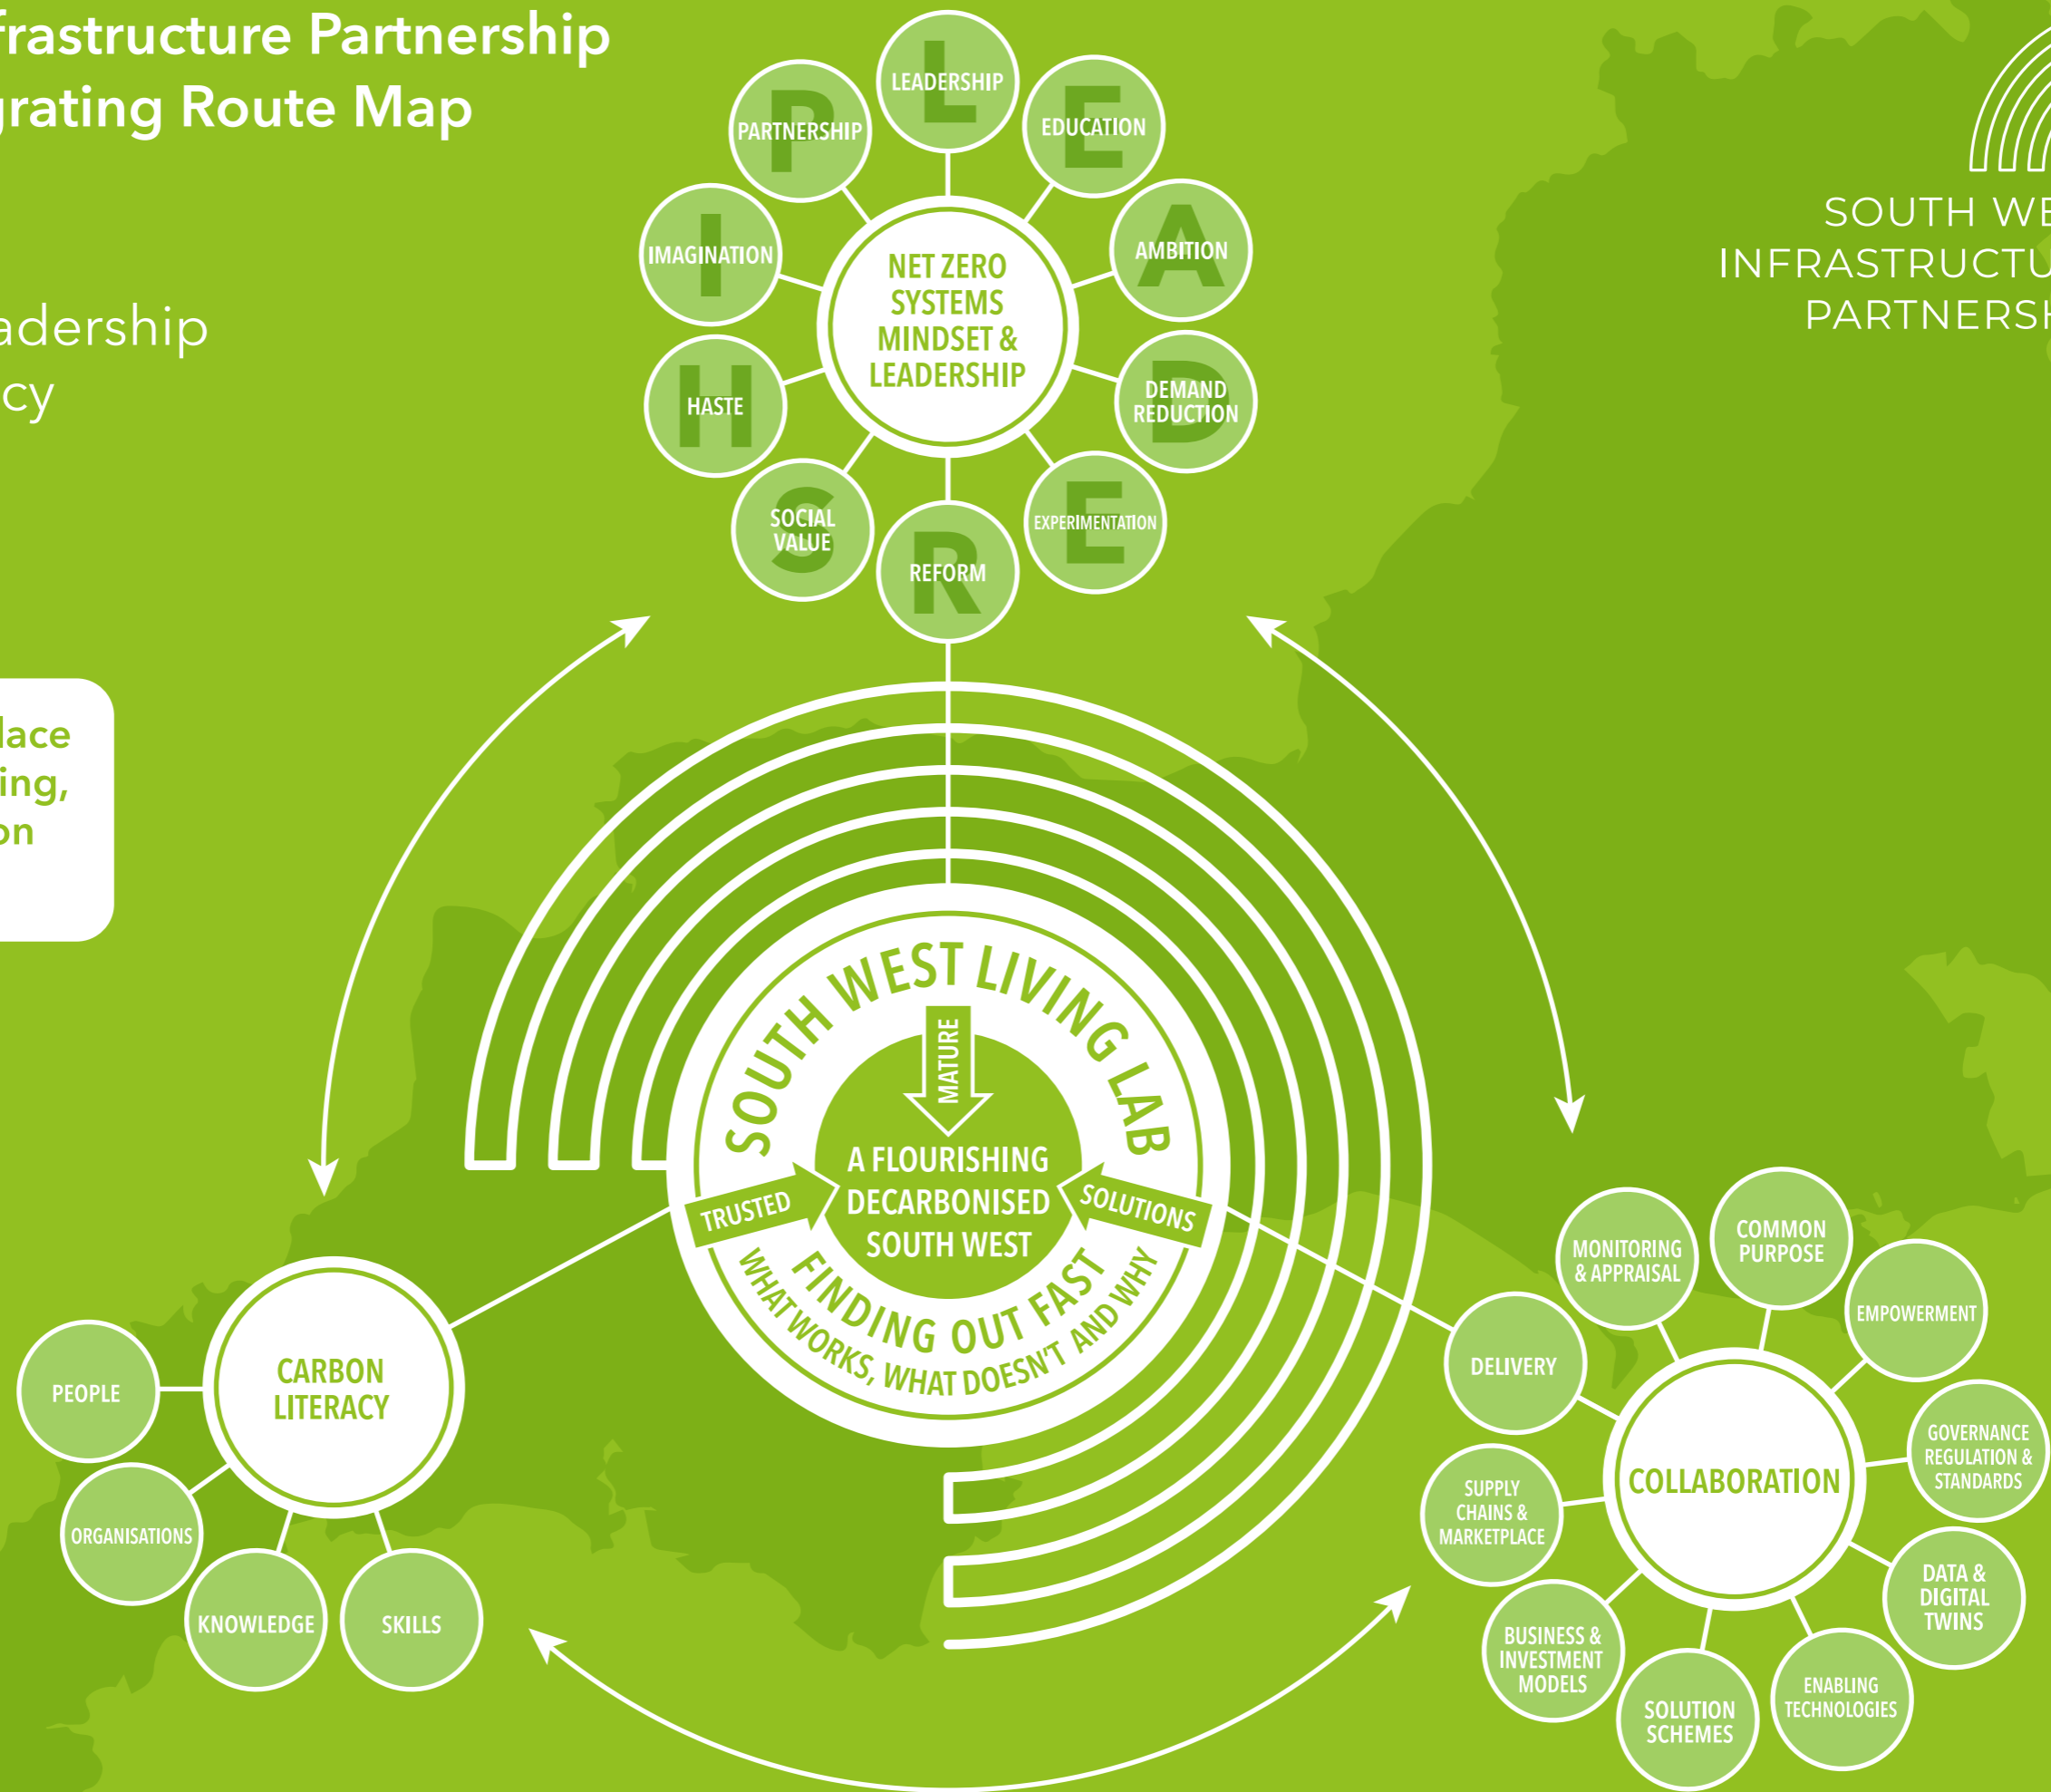 frastructure Partnership
grating Route Map
adership
cy
lace
ing,
on
SOUTH WE
INFRASTRUCTU
PARTNERSH
L
LEADERSHIP
E
EDUCATION
A
AMBITION
D
DEMAND
REDUCTION
E
EXPERIMENTATION
R
REFORM
S
SOCIAL
VALUE
H
HASTE
I
IMAGINATION
P
PARTNERSHIP
NET ZERO
SYSTEMS
MINDSET &
LEADERSHIP
SOUTH WEST LIVING LAB
MATURE
TRUSTED
SOLUTIONS
A FLOURISHING
DECARBONISED
SOUTH WEST
FINDING OUT FAST
WHAT WORKS, WHAT DOESN'T AND WHY
CARBON
LITERACY
PEOPLE
ORGANISATIONS
KNOWLEDGE
SKILLS
COLLABORATION
MONITORING
& APPRAISAL
COMMON
PURPOSE
EMPOWERMENT
GOVERNANCE
REGULATION &
STANDARDS
DATA &
DIGITAL
TWINS
ENABLING
TECHNOLOGIES
SOLUTION
SCHEMES
BUSINESS &
INVESTMENT
MODELS
SUPPLY
CHAINS &
MARKETPLACE
DELIVERY